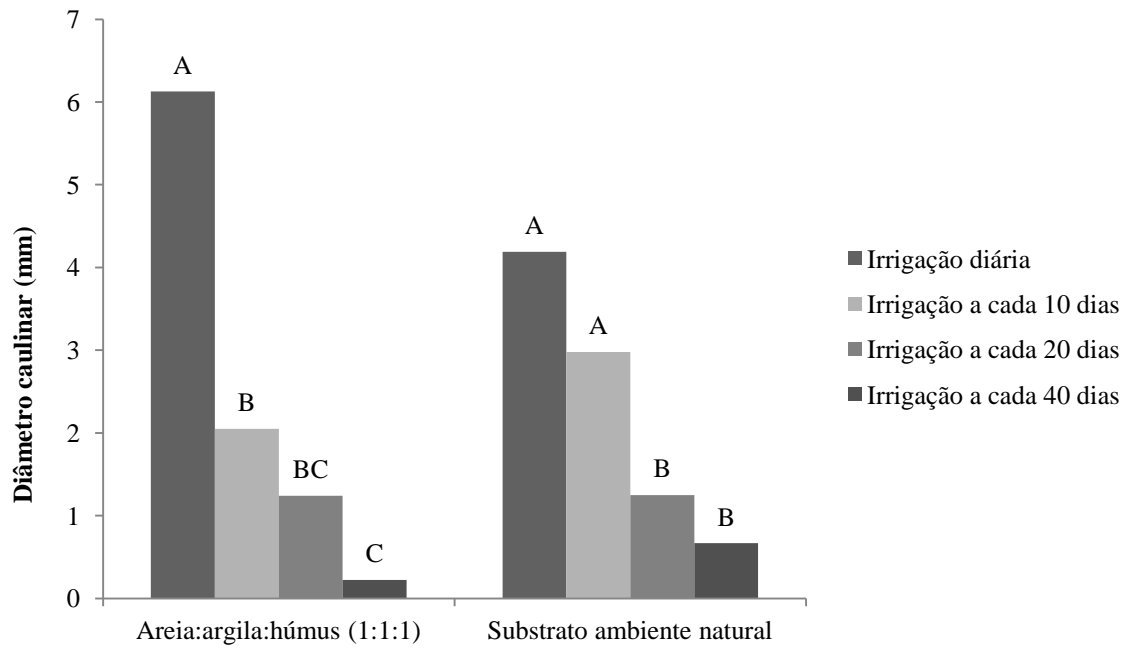 7
6
5
4
3
2
1
0
Diâmetro caulinar (mm)
A
B
BC
C
A
A
B
B
Areia:argila:húmus (1:1:1)
Substrato ambiente natural
Irrigação diária
Irrigação a cada 10 dias
Irrigação a cada 20 dias
Irrigação a cada 40 dias